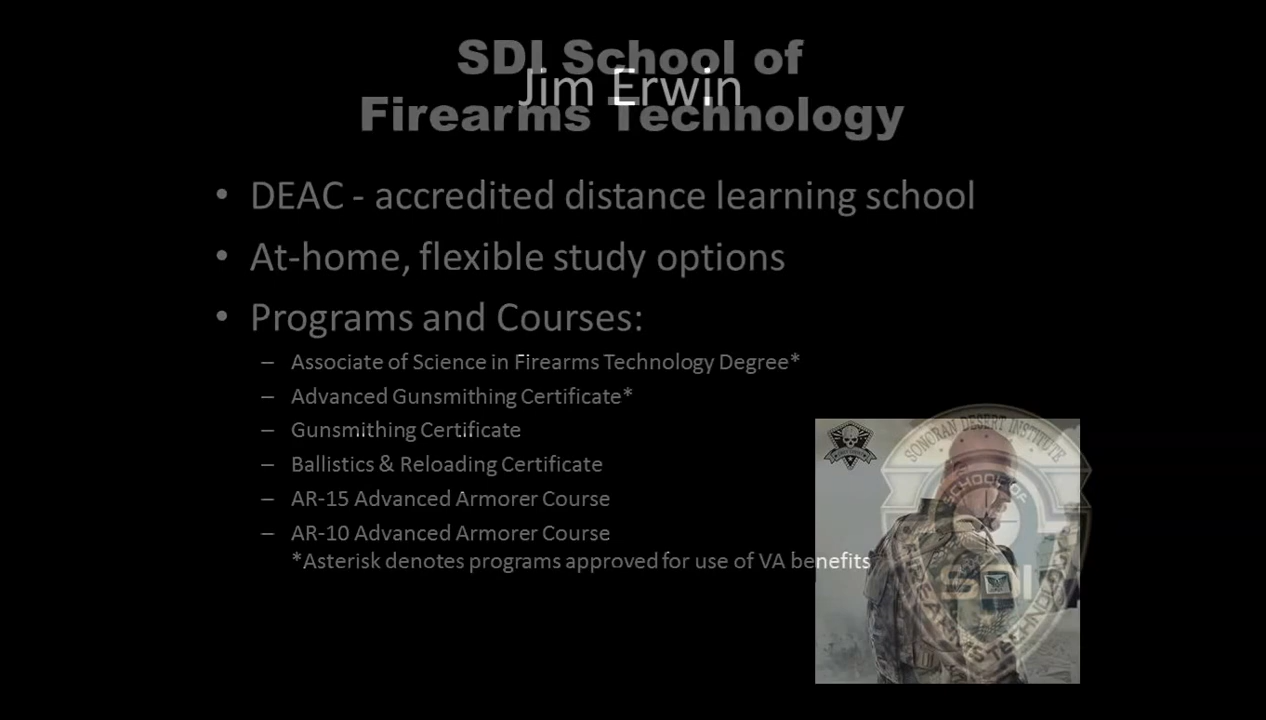 SDI School of
Jim Erwin
Firearms Technology
• DEAC - accredited distance learning school
• At-home, flexible study options
• Programs and Courses:
– Associate of Science in Firearms Technology Degree*
– Advanced Gunsmithing Certificate*
– Gunsmithing Certificate
– Ballistics & Reloading Certificate
– AR-15 Advanced Armorer Course
– AR-10 Advanced Armorer Course
*Asterisk denotes programs approved for use of VA benefits
SONORAN DESERT INSTITUTE
SCHOOL OF
SDI
FIREARMS TECHNOLOGY